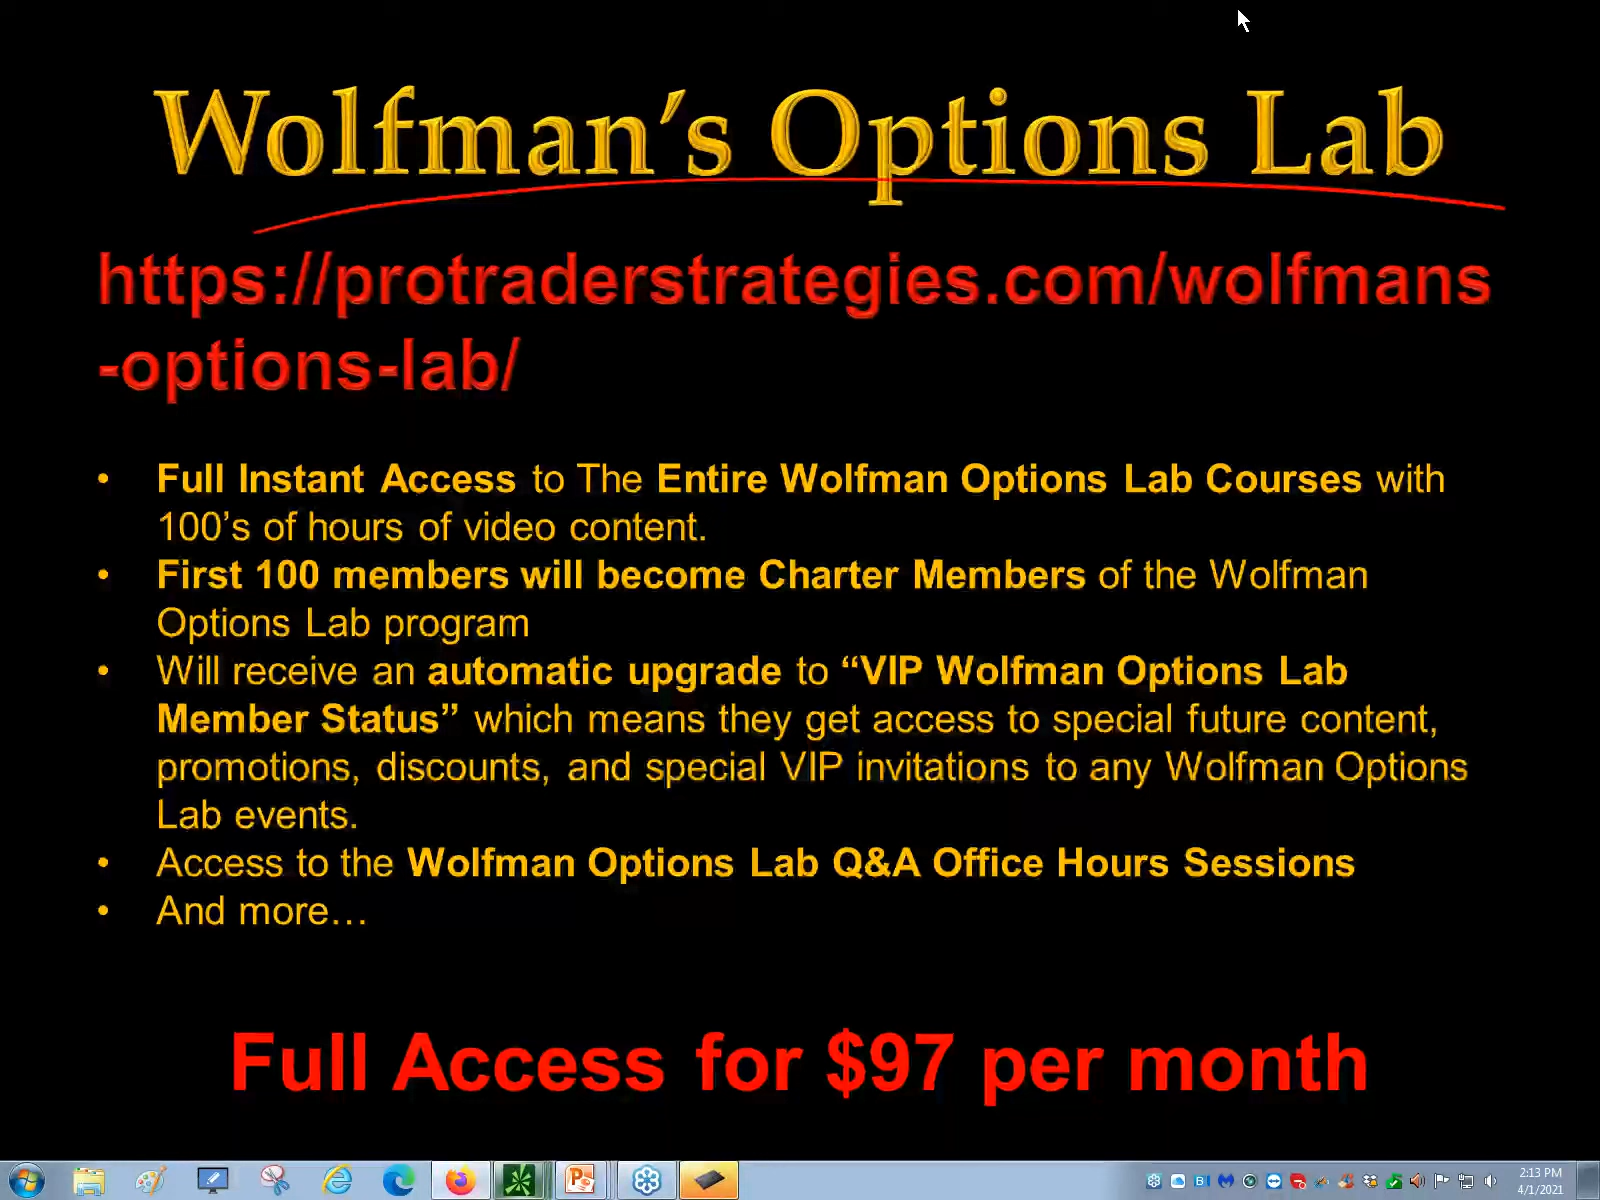 Wolfman's Options Lab
https://protraderstrategies.com/wolfmans
-options-lab/
• Full Instant Access to The Entire Wolfman Options Lab Courses with
100’s of hours of video content.
• First 100 members will become Charter Members of the Wolfman
Options Lab program
• Will receive an automatic upgrade to “VIP Wolfman Options Lab
Member Status” which means they get access to special future content,
promotions, discounts, and special VIP invitations to any Wolfman Options
Lab events.
• Access to the Wolfman Options Lab Q&A Office Hours Sessions
• And more…
Full Access for $97 per month
2:13 PM
4/1/2021